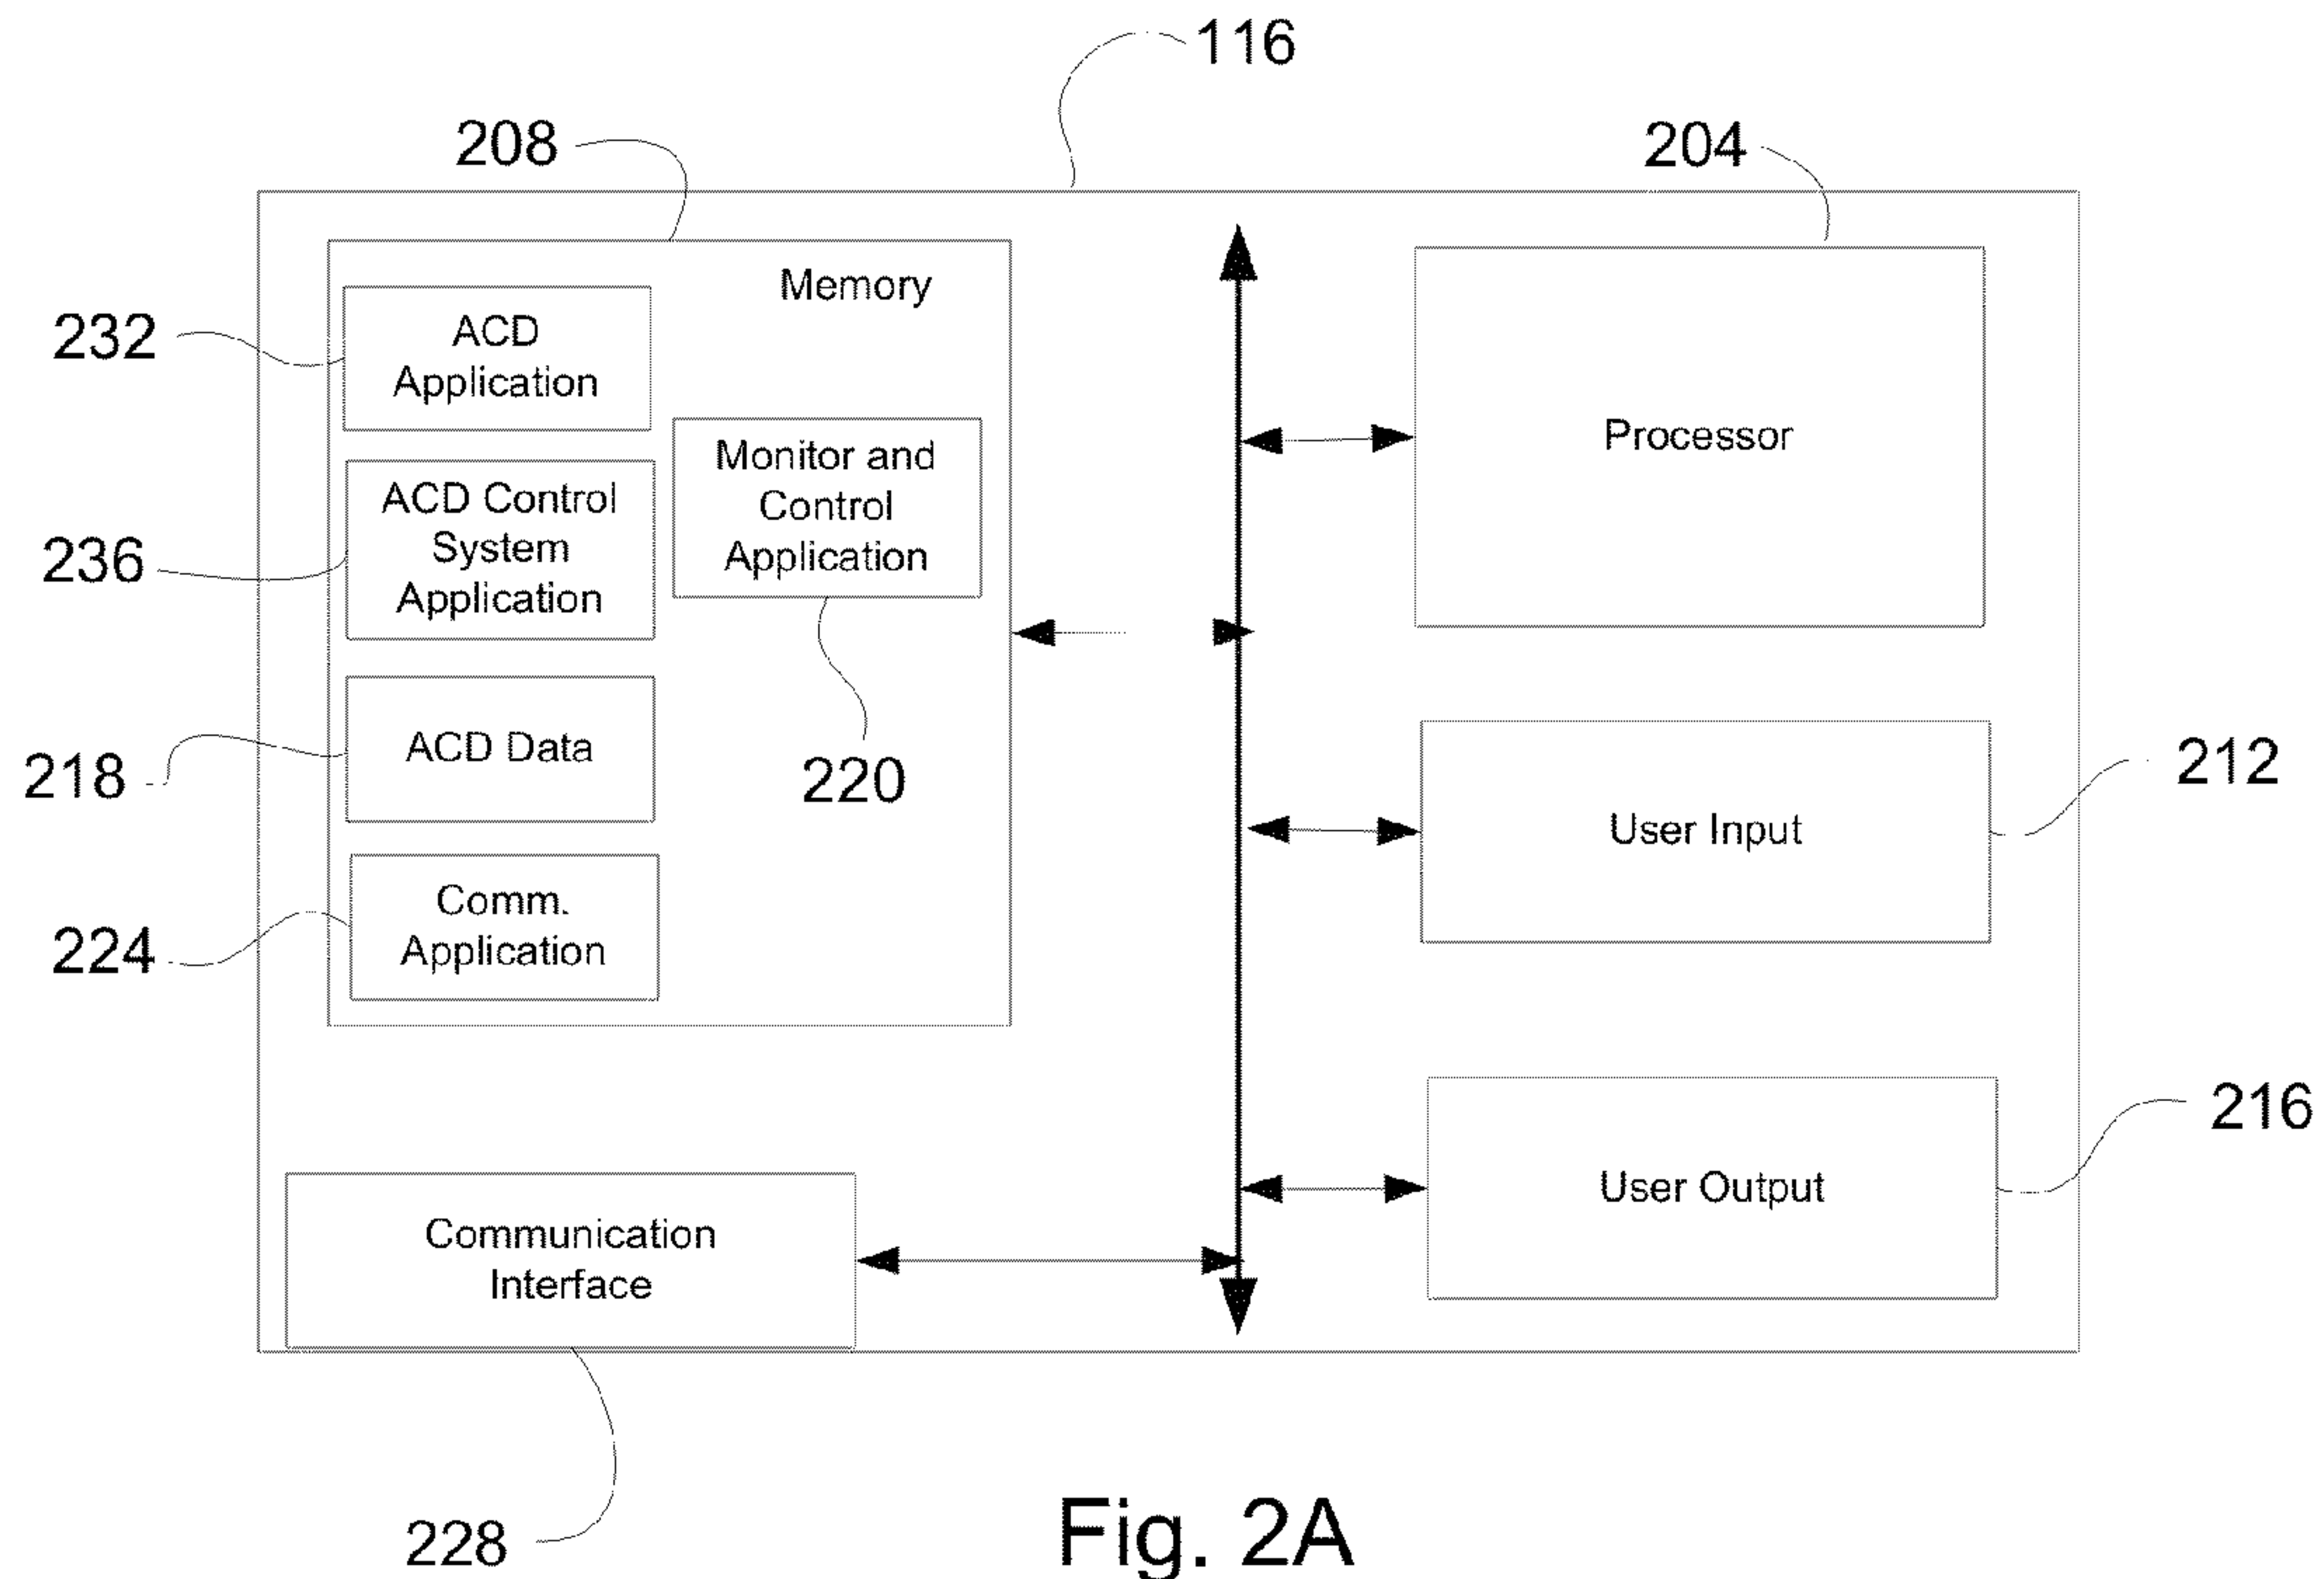 116
208
204
Memory
232
ACD
Application
Monitor and
Control
Application
Processor
236
ACD Control
System
Application
218
ACD Data
220
User Input
212
224
Comm.
Application
216
User Output
Communication
Interface
228
Fig. 2A